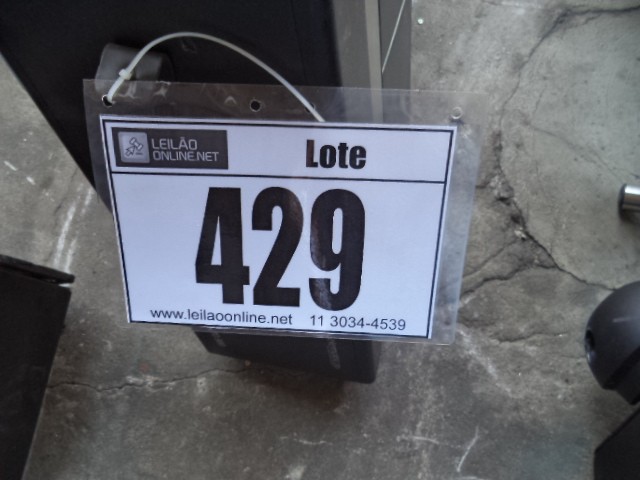 LEILÃO
ONLINE.NET
Lote
429
www.leilaoonline.net 11 3034-4539